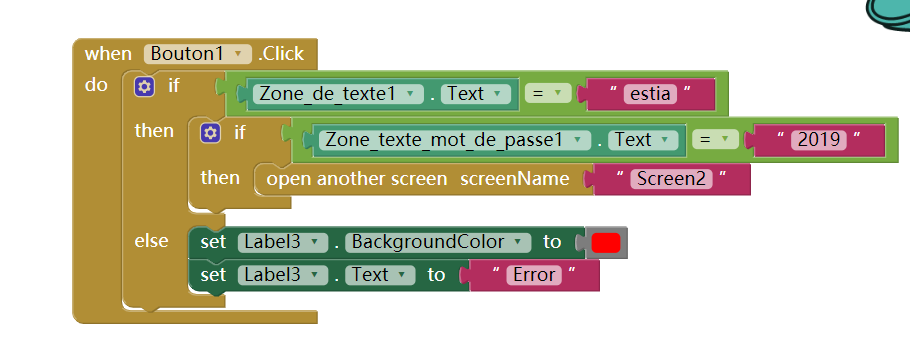 when Bouton1 .Click
do if Zone_de_texte1 . Text = " estia "
then if Zone_texte_mot_de_passe1 . Text = " 2019 "
then open another screen screenName " Screen2 "
else set Label3 . BackgroundColor to
set Label3 . Text to " Error "